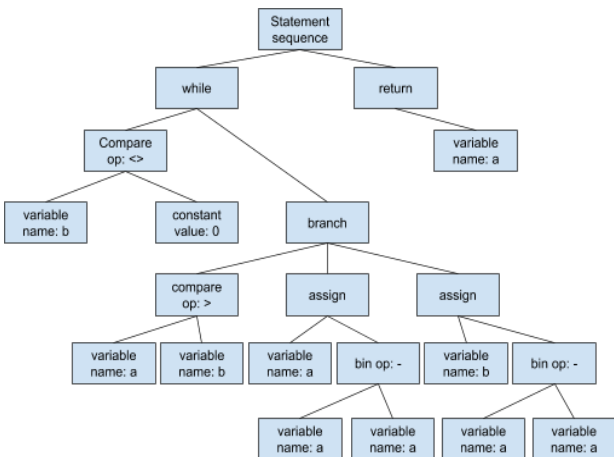 Statement
sequence
while
return
Compare
op: <>
variable
name: a
variable
name: b
constant
value: 0
branch
compare
op: >
assign
assign
variable
name: a
variable
name: b
variable
name: a
bin op: -
variable
name: b
bin op: -
variable
name: a
variable
name: a
variable
name: a
variable
name: a